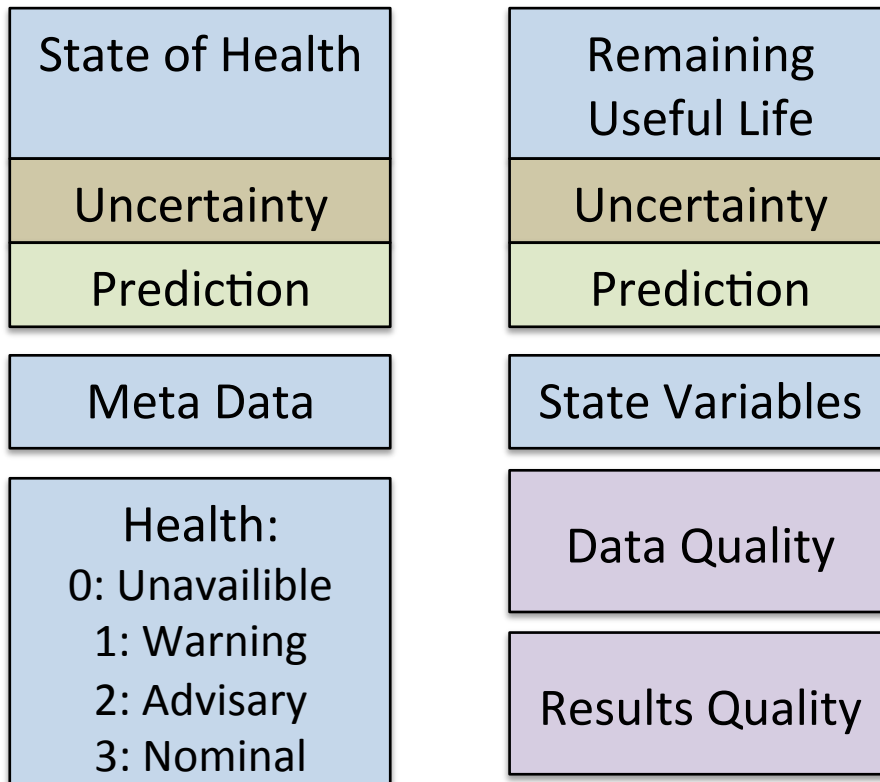 State of Health
Uncertainty
Prediction
Meta Data
Health:
0: Unavailible
1: Warning
2: Advisary
3: Nominal
Remaining
Useful Life
Uncertainty
Prediction
State Variables
Data Quality
Results Quality